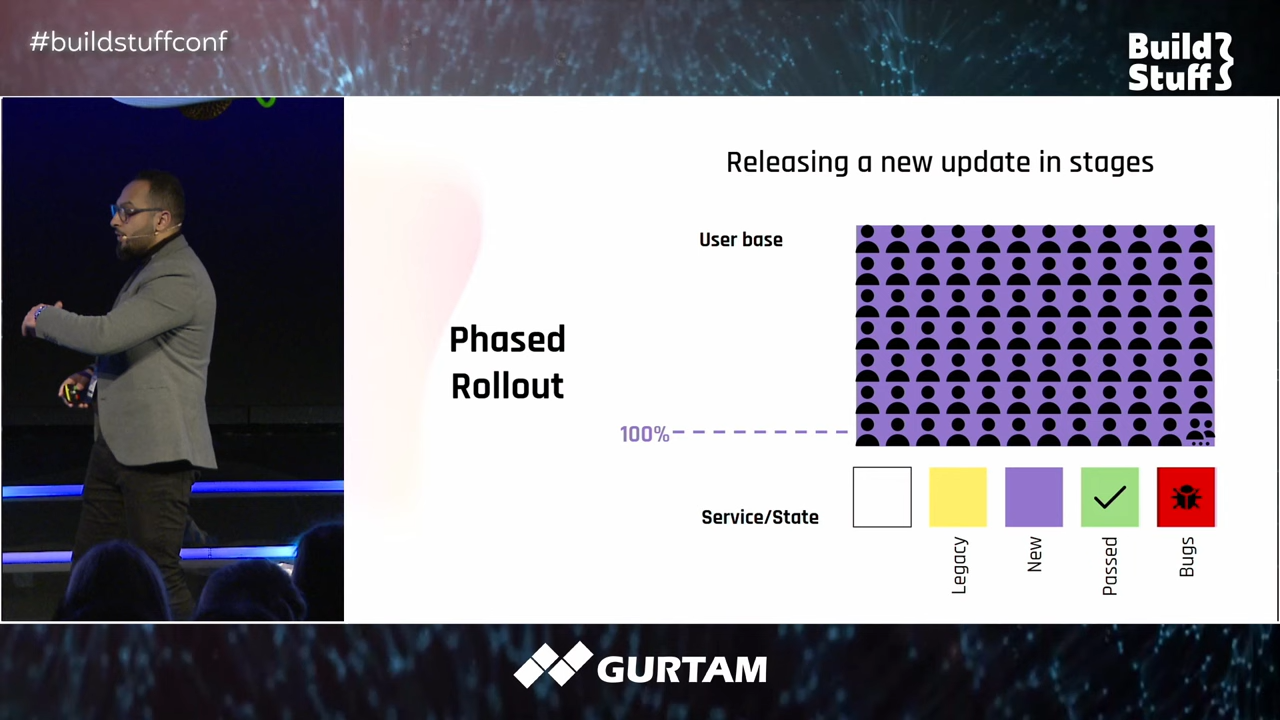 #buildstuffconf
Build
Stuff
Releasing a new update in stages
User base
Phased
Rollout
100%
Service/State
Legacy
New
Passed
Bugs
GURTAM